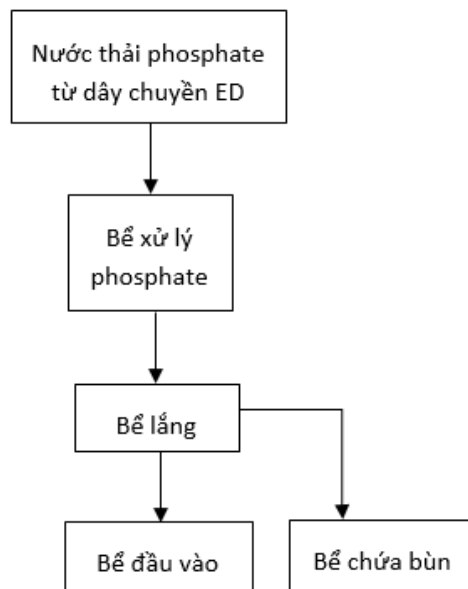 Nước thải phosphate
từ dây chuyền ED
Bể xử lý
phosphate
Bể lắng
Bể đầu vào
Bể chứa bùn